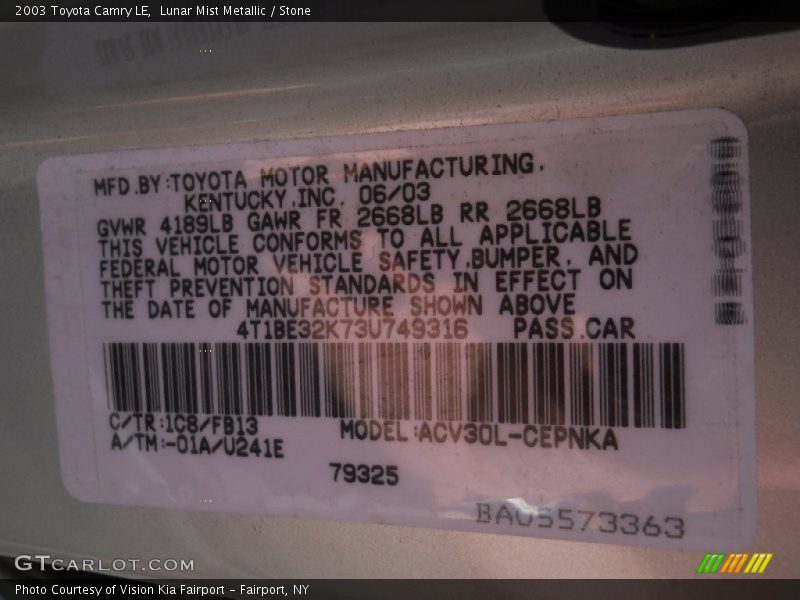 2003 Toyota Camry LE,  Lunar Mist Metallic / Stone
MFD.BY:TOYOTA MOTOR MANUFACTURING.
KENTUCKY.INC. 06/03
GVWR 4189LB GAWR FR 2668LB RR 2668LB
THIS VEHICLE CONFORMS TO ALL APPLICABLE
FEDERAL MOTOR VEHICLE SAFETY.BUMPER. AND
THEFT PREVENTION STANDARDS IN EFFECT ON
THE DATE OF MANUFACTURE SHOWN ABOVE
4T1BE32K73U749316 PASS.CAR
C/TR:1C8/FB13 MODEL:ACV30L-CEPNKA
A/TM:-01A/U241E
79325
BAU5573363
GTCARLOT.COM
Photo Courtesy of Vision Kia Fairport - Fairport, NY